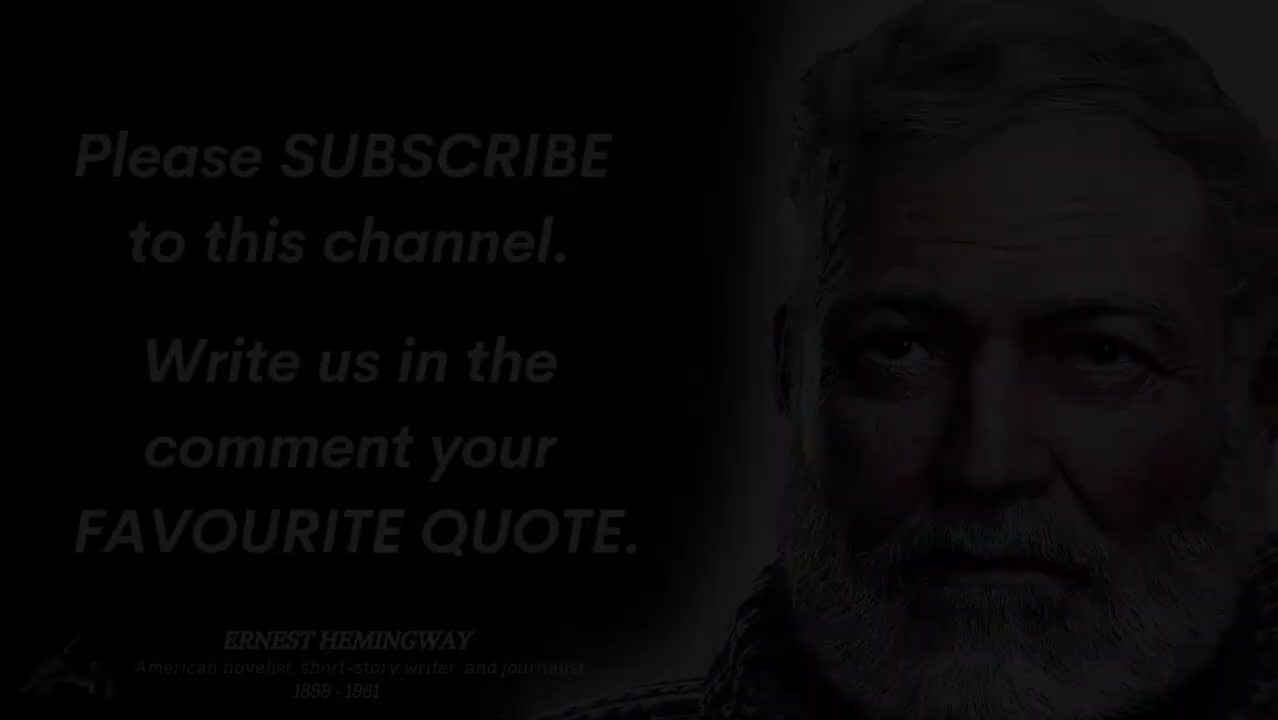 Please SUBSCRIBE
to this channel.
Write us in the
comment your
FAVOURITE QUOTE.
ERNEST HEMINGWAY
American novelist, short-story writer, and journalist
1899 - 1961